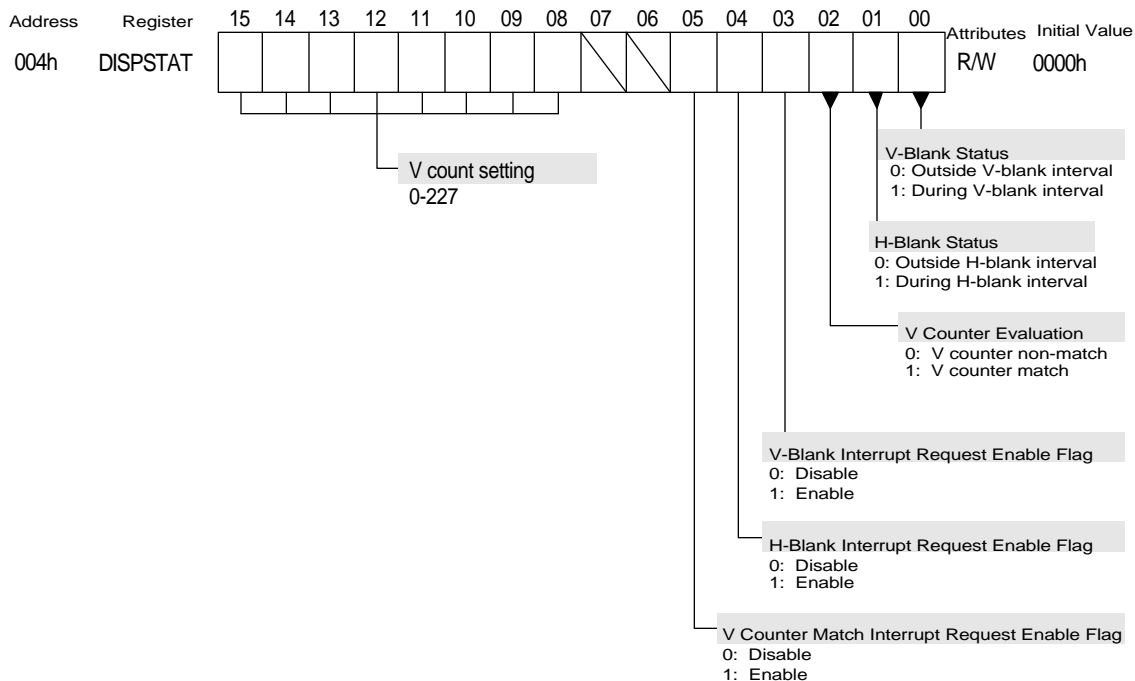 Address Register 15 14 13 12 11 10 09 08 07 06 05 04 03 02 01 00 Attributes Initial Value
004h DISPSTAT R/W 0000h
V-Blank Status
0: Outside V-blank interval
1: During V-blank interval
V count setting
0-227
H-Blank Status
0: Outside H-blank interval
1: During H-blank interval
V Counter Evaluation
0: V counter non-match
1: V counter match
V-Blank Interrupt Request Enable Flag
0: Disable
1: Enable
H-Blank Interrupt Request Enable Flag
0: Disable
1: Enable
V Counter Match Interrupt Request Enable Flag
0: Disable
1: Enable